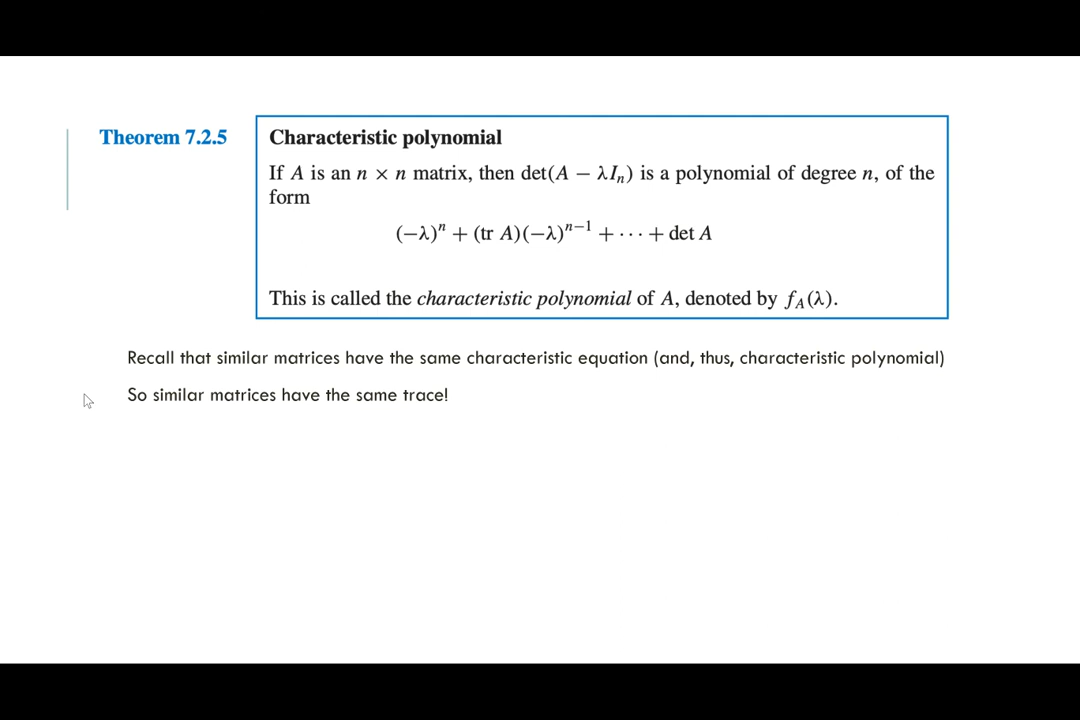 Theorem 7.2.5
Characteristic polynomial
If A is an n × n matrix, then det(A − λIₙ) is a polynomial of degree n, of the
form
(−λ)ⁿ + (tr A)(−λ)ⁿ⁻¹ + · · · + det A
This is called the characteristic polynomial of A, denoted by f_A(λ).
Recall that similar matrices have the same characteristic equation (and, thus, characteristic polynomial)
So similar matrices have the same trace!